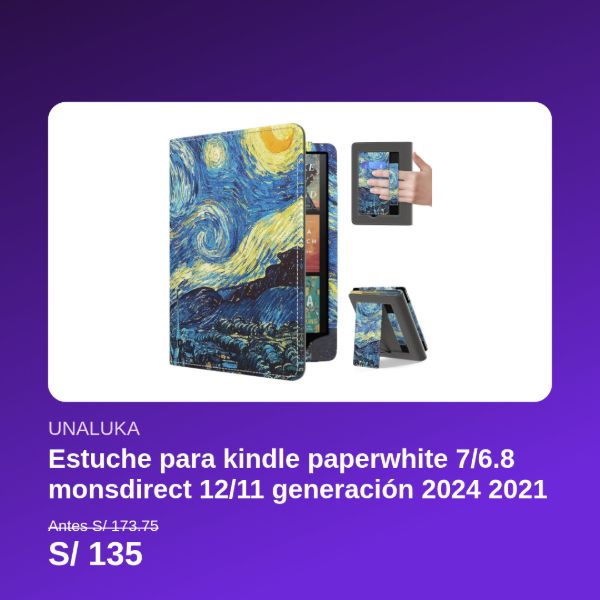 UNALUKA
Estuche para kindle paperwhite 7/6.8
monsdirect 12/11 generación 2024 2021
Antes S/ 173.75
S/ 135